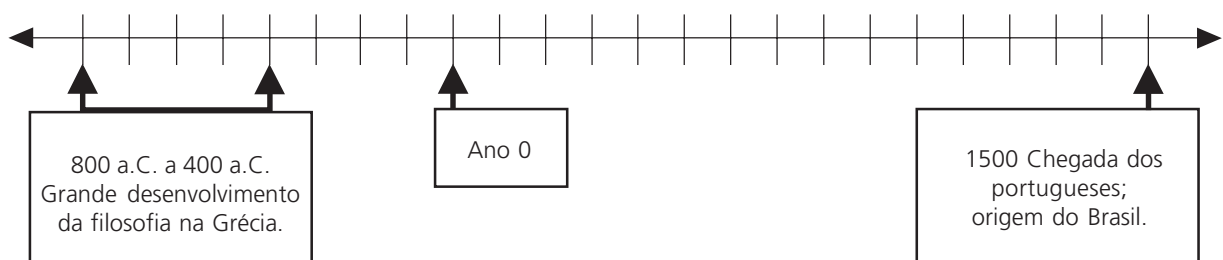 800 a.C. a 400 a.C.
Grande desenvolvimento
da filosofia na Grécia.
Ano 0
1500 Chegada dos
portugueses;
origem do Brasil.